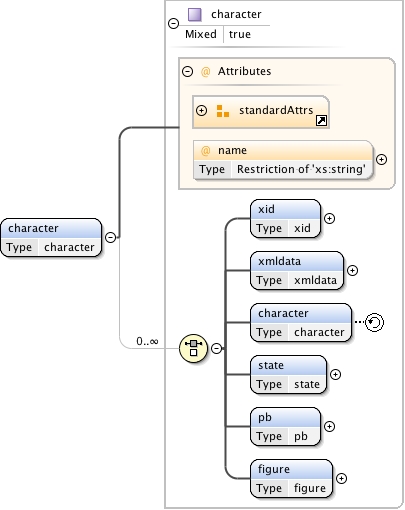 character
Mixed true
@ Attributes
standardAttrs
@ name
Type Restriction of 'xs:string'
character
Type character
0..∞
xid
Type xid
xmldata
Type xmldata
character
Type character
state
Type state
pb
Type pb
figure
Type figure